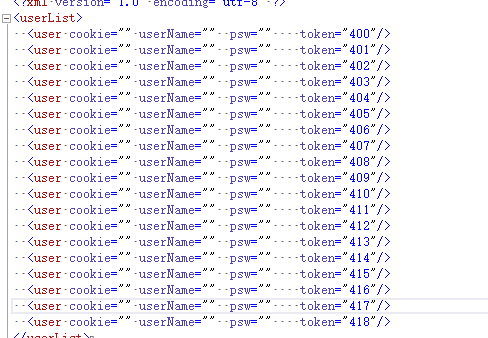 <?xml version="1.0" encoding="utf-8" ?>
<userList>
<user cookie="" userName="" psw="" token="400"/>
<user cookie="" userName="" psw="" token="401"/>
<user cookie="" userName="" psw="" token="402"/>
<user cookie="" userName="" psw="" token="403"/>
<user cookie="" userName="" psw="" token="404"/>
<user cookie="" userName="" psw="" token="405"/>
<user cookie="" userName="" psw="" token="406"/>
<user cookie="" userName="" psw="" token="407"/>
<user cookie="" userName="" psw="" token="408"/>
<user cookie="" userName="" psw="" token="409"/>
<user cookie="" userName="" psw="" token="410"/>
<user cookie="" userName="" psw="" token="411"/>
<user cookie="" userName="" psw="" token="412"/>
<user cookie="" userName="" psw="" token="413"/>
<user cookie="" userName="" psw="" token="414"/>
<user cookie="" userName="" psw="" token="415"/>
<user cookie="" userName="" psw="" token="416"/>
<user cookie="" userName="" psw="" token="417"/>
<user cookie="" userName="" psw="" token="418"/>
</userList>